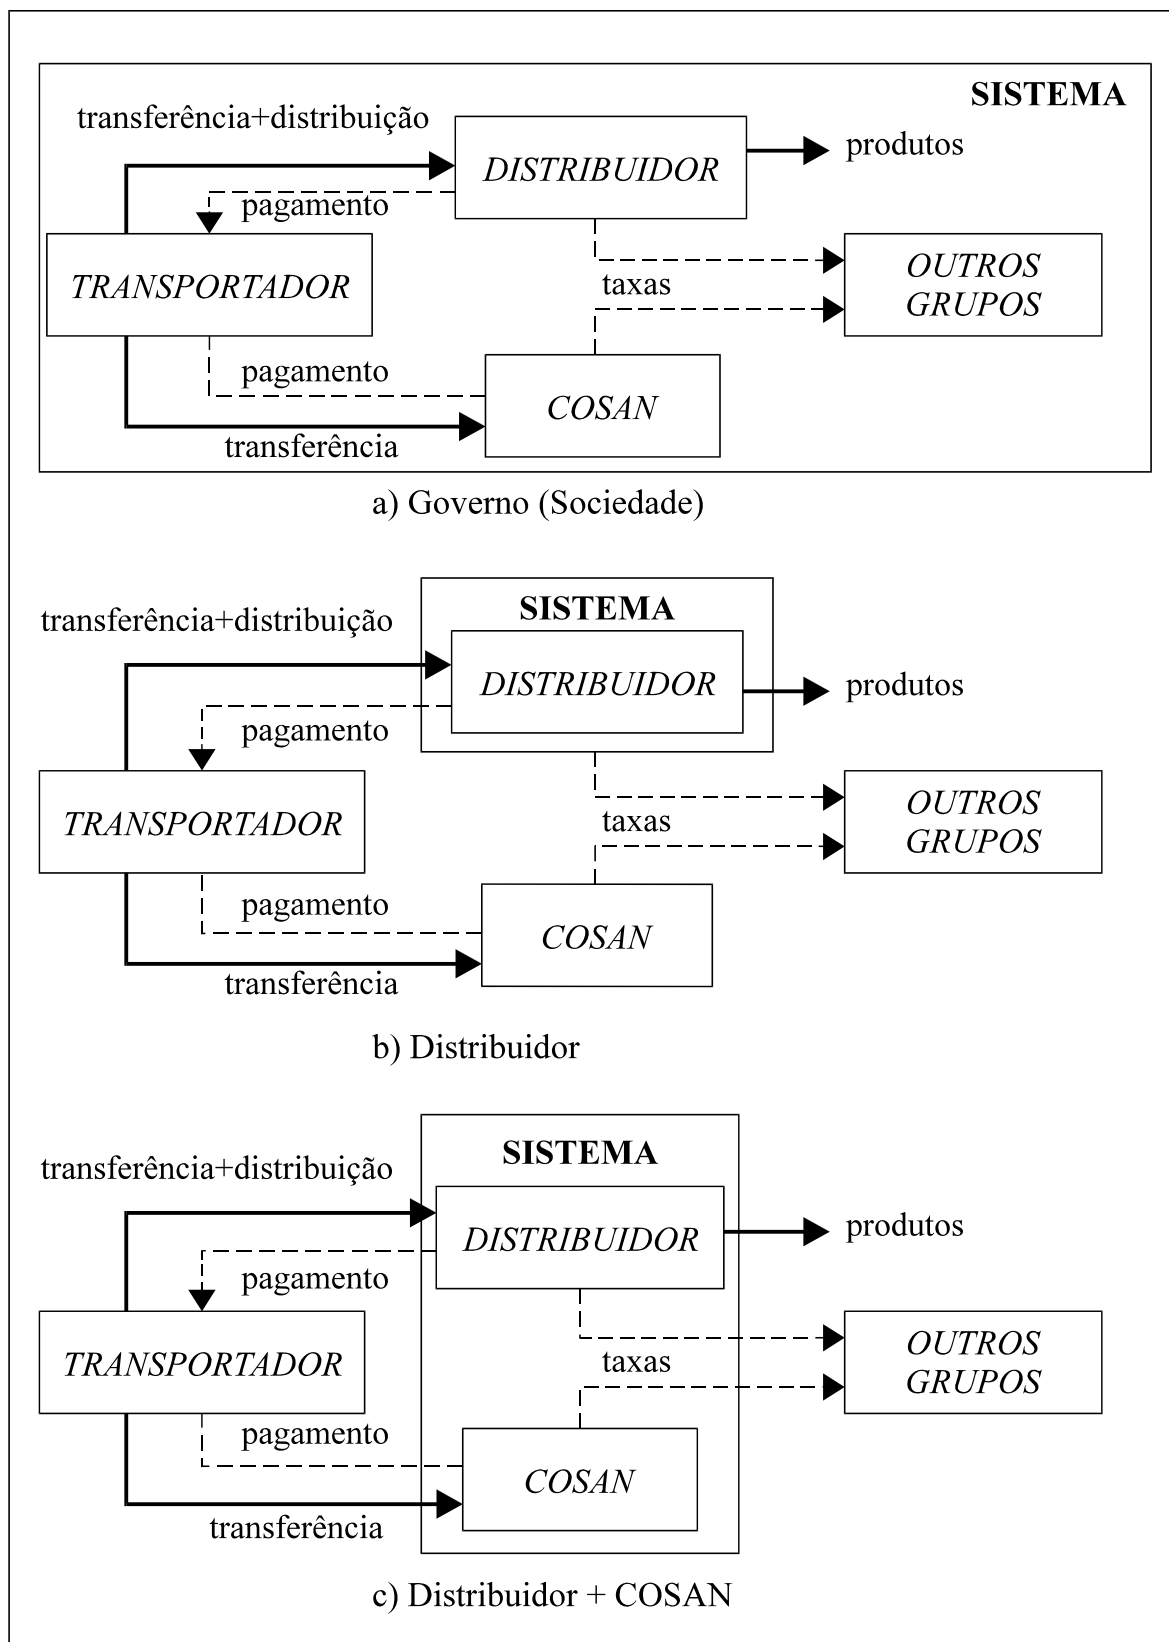 SISTEMA
transferência+distribuição
DISTRIBUIDOR
produtos
pagamento
TRANSPORTADOR
OUTROS
GRUPOS
taxas
pagamento
COSAN
transferência
a) Governo (Sociedade)
SISTEMA
transferência+distribuição
DISTRIBUIDOR
produtos
pagamento
TRANSPORTADOR
OUTROS
GRUPOS
taxas
pagamento
COSAN
transferência
b) Distribuidor
SISTEMA
transferência+distribuição
DISTRIBUIDOR
produtos
pagamento
TRANSPORTADOR
OUTROS
GRUPOS
taxas
pagamento
COSAN
transferência
c) Distribuidor + COSAN